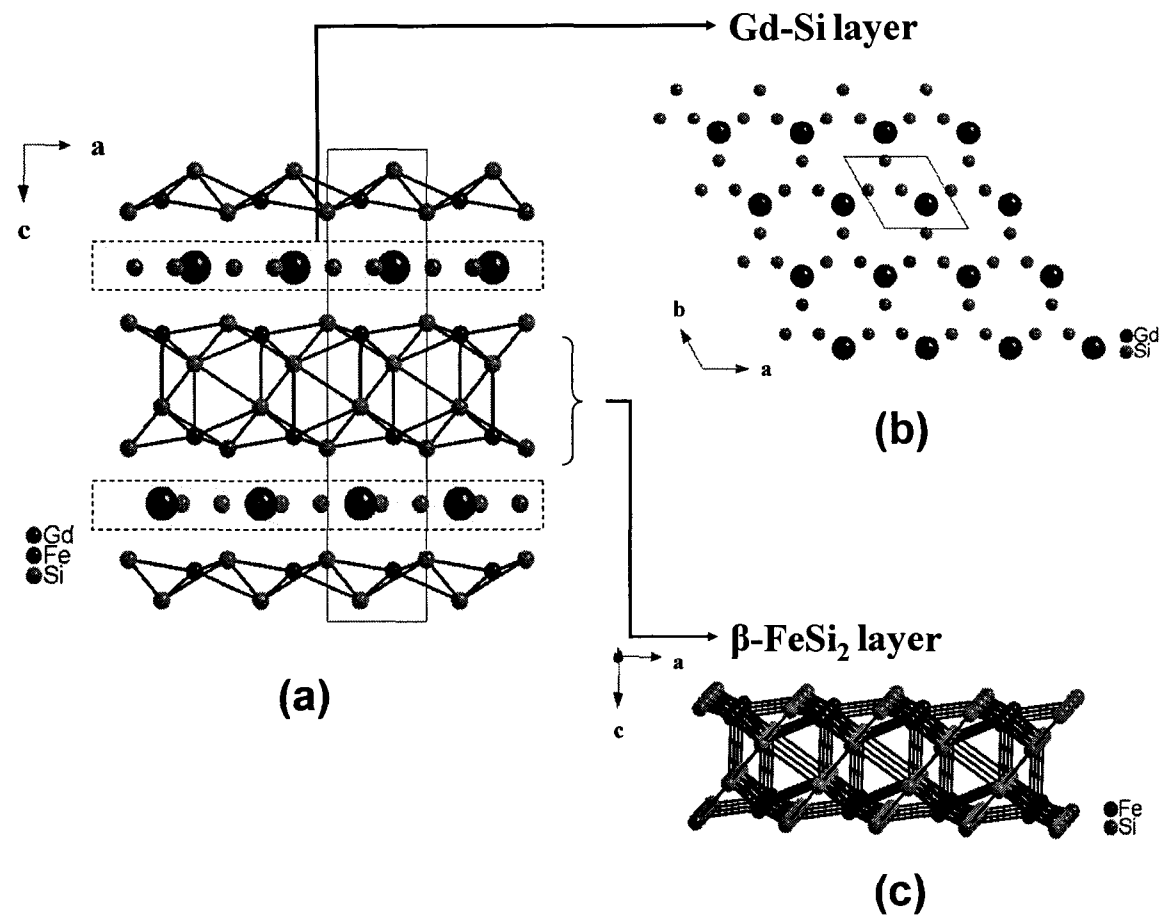 Gd-Si layer
a
c
Gd
Fe
Si
(a)
b
a
Gd
Si
(b)
β-FeSi₂ layer
a
c
Fe
Si
(c)